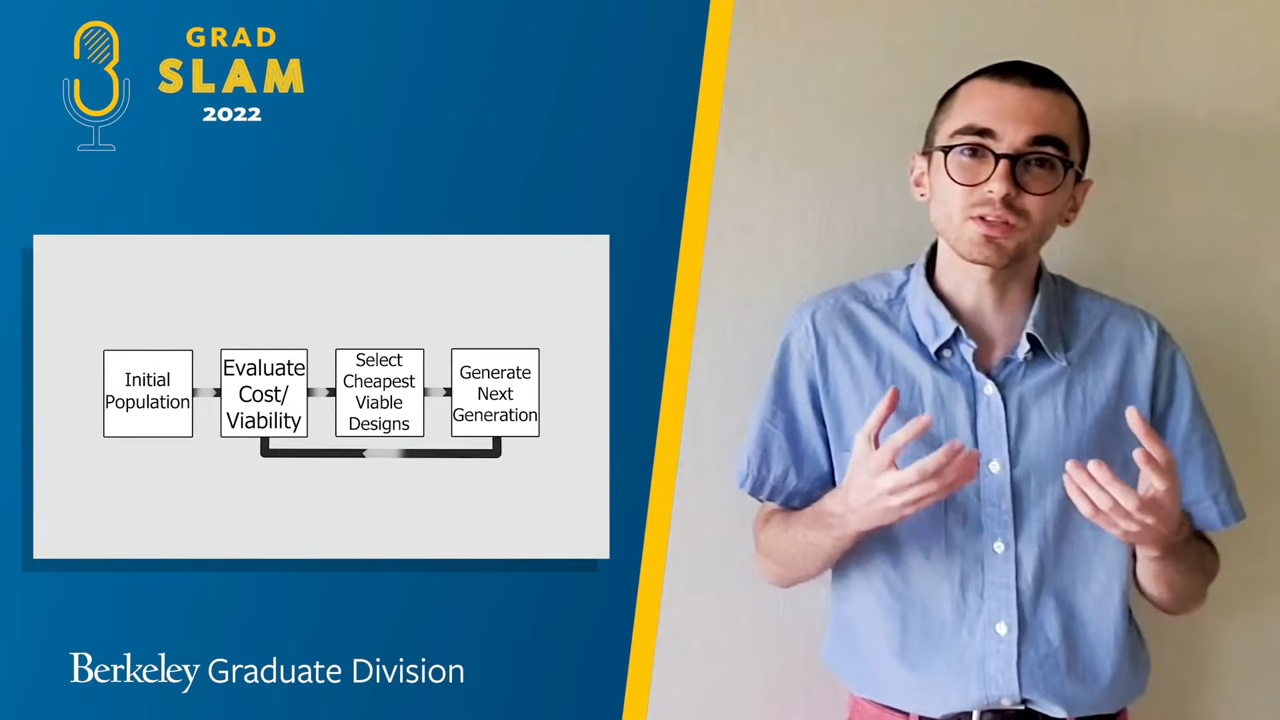 GRAD
SLAM
2022
Initial
Population
Evaluate
Cost/
Viability
Select
Cheapest
Viable
Designs
Generate
Next
Generation
Berkeley Graduate Division